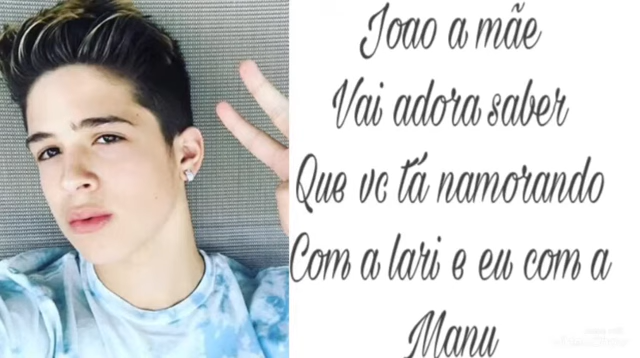 Joao a mãe
Vai adora saber
Que vc tá namorando
Com a lari e eu com a
Manu